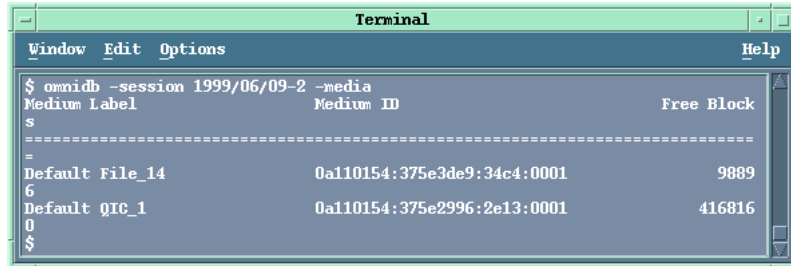 Terminal
Window Edit Options Help
$ omnidb -session 1999/06/09-2 -media
Medium Label Medium ID Free Block
s
==============================================================================
=
Default File_14 0a110154:375e3de9:34c4:0001 9889
6
Default QIC_1 0a110154:375e2996:2e13:0001 416816
0
$